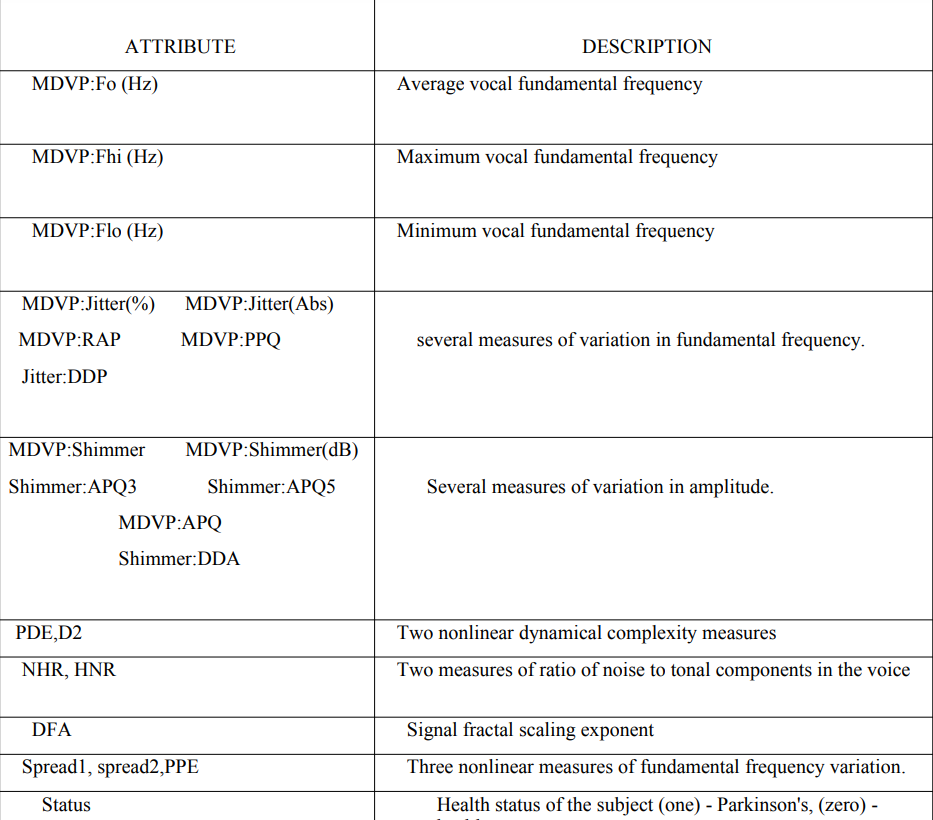 ATTRIBUTE DESCRIPTION
MDVP:Fo (Hz) Average vocal fundamental frequency
MDVP:Fhi (Hz) Maximum vocal fundamental frequency
MDVP:Flo (Hz) Minimum vocal fundamental frequency
MDVP:Jitter(%) MDVP:Jitter(Abs)
MDVP:RAP MDVP:PPQ several measures of variation in fundamental frequency.
Jitter:DDP
MDVP:Shimmer MDVP:Shimmer(dB)
Shimmer:APQ3 Shimmer:APQ5 Several measures of variation in amplitude.
MDVP:APQ
Shimmer:DDA
PDE,D2 Two nonlinear dynamical complexity measures
NHR, HNR Two measures of ratio of noise to tonal components in the voice
DFA Signal fractal scaling exponent
Spread1, spread2,PPE Three nonlinear measures of fundamental frequency variation.
Status Health status of the subject (one) - Parkinson's, (zero) -